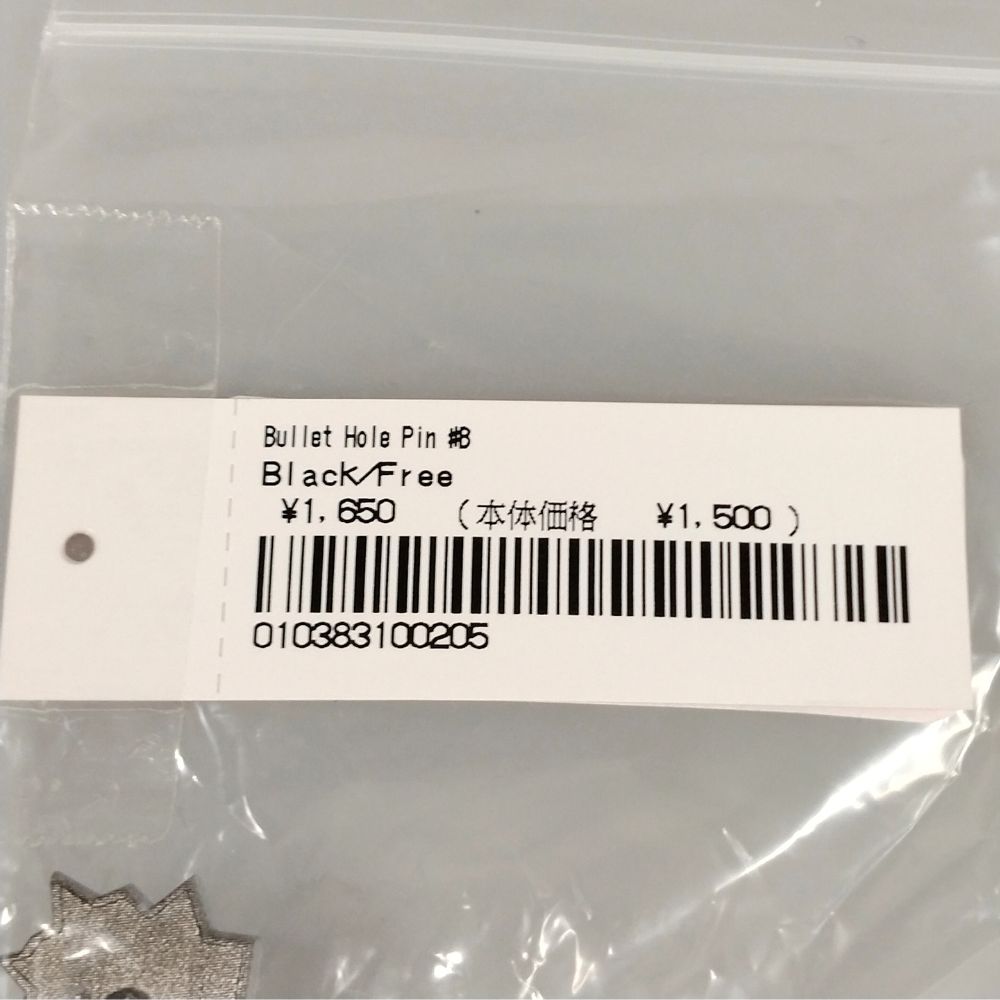 Bullet Hole Pin #B
Black/Free
¥1,650 (本体価格 ¥1,500)
010383100205